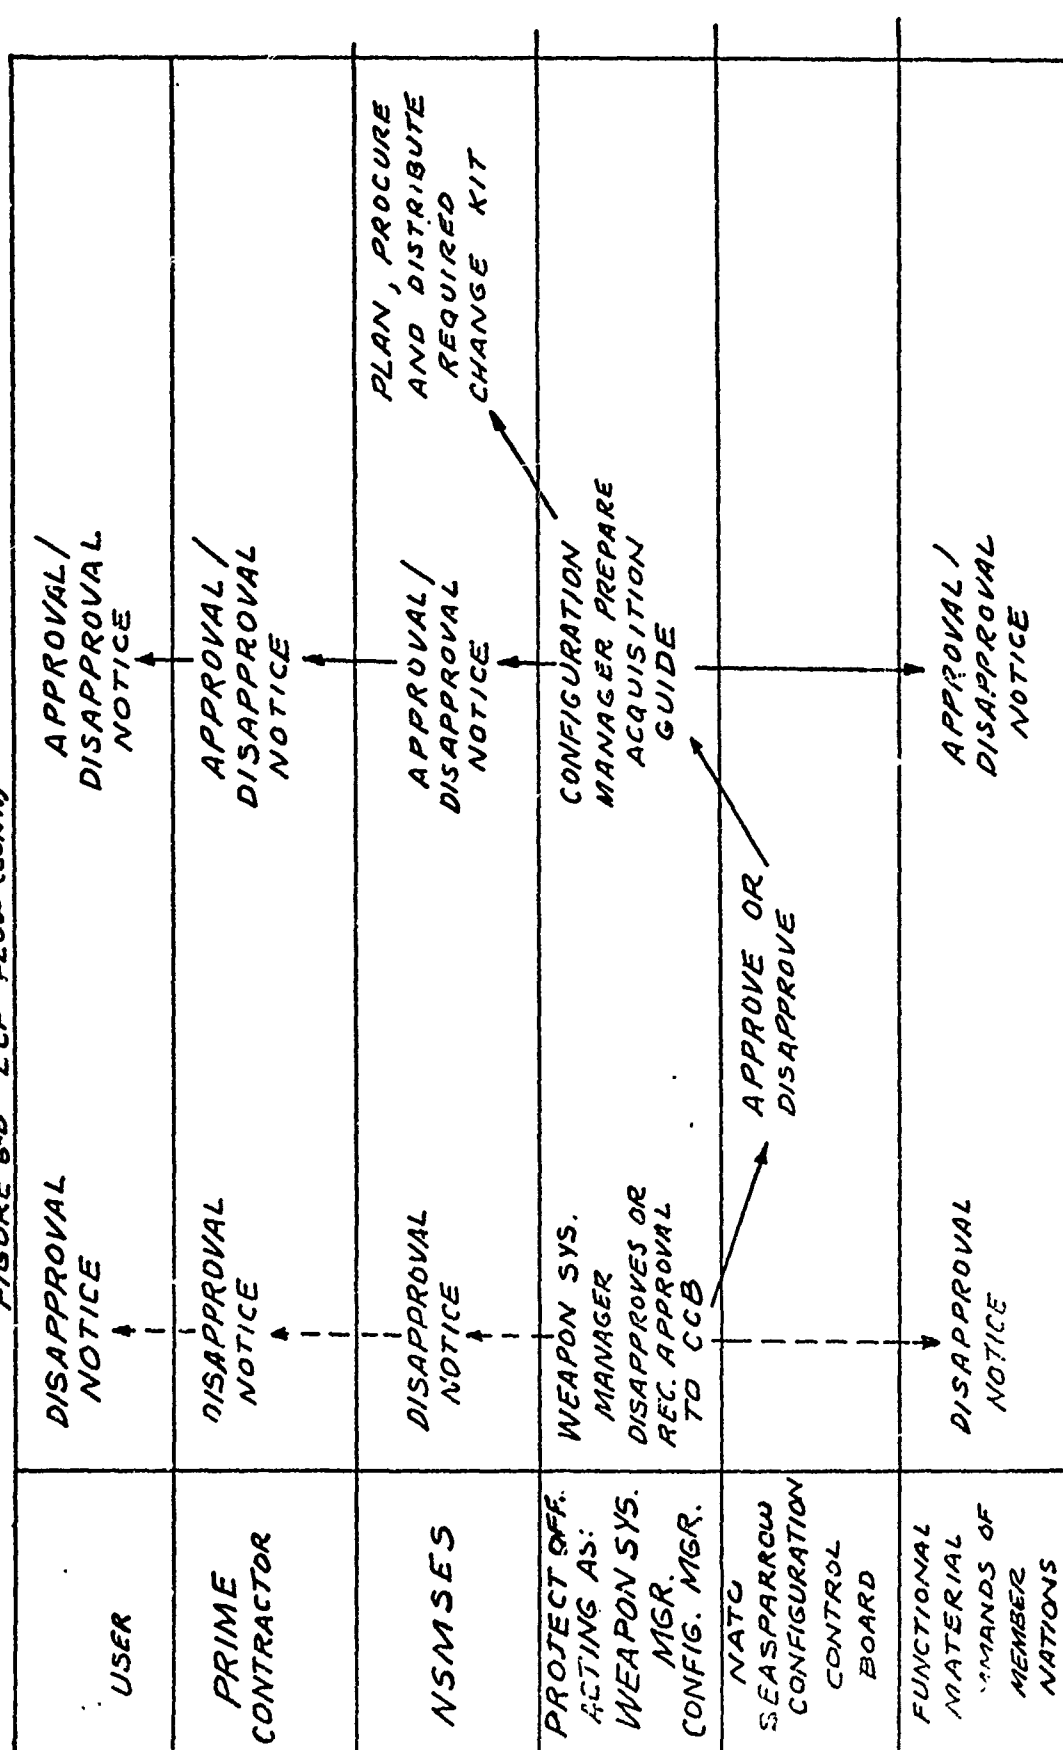 FIGURE 6-D ECP FLOW (CONT)
USER
DISAPPROVAL
NOTICE
APPROVAL/
DISAPPROVAL
NOTICE
PRIME
CONTRACTOR
DISAPPROVAL
NOTICE
APPROVAL/
DISAPPROVAL
NOTICE
NSMSES
DISAPPROVAL
NOTICE
APPROVAL/
DISAPPROVAL
NOTICE
PLAN, PROCURE
AND DISTRIBUTE
REQUIRED
CHANGE KIT
PROJECT OFF.
ACTING AS:
WEAPON SYS.
MGR.
CONFIG. MGR.
WEAPON SYS.
MANAGER
DISAPPROVES OR
REC. APPROVAL
TO CCB
CONFIGURATION
MANAGER PREPARE
ACQUISITION
GUIDE
NATO
SEASPARROW
CONFIGURATION
CONTROL
BOARD
APPROVE OR
DISAPPROVE
FUNCTIONAL
MATERIAL
MMANDS OF
MEMBER
NATIONS
DISAPPROVAL
NOTICE
APPROVAL/
DISAPPROVAL
NOTICE